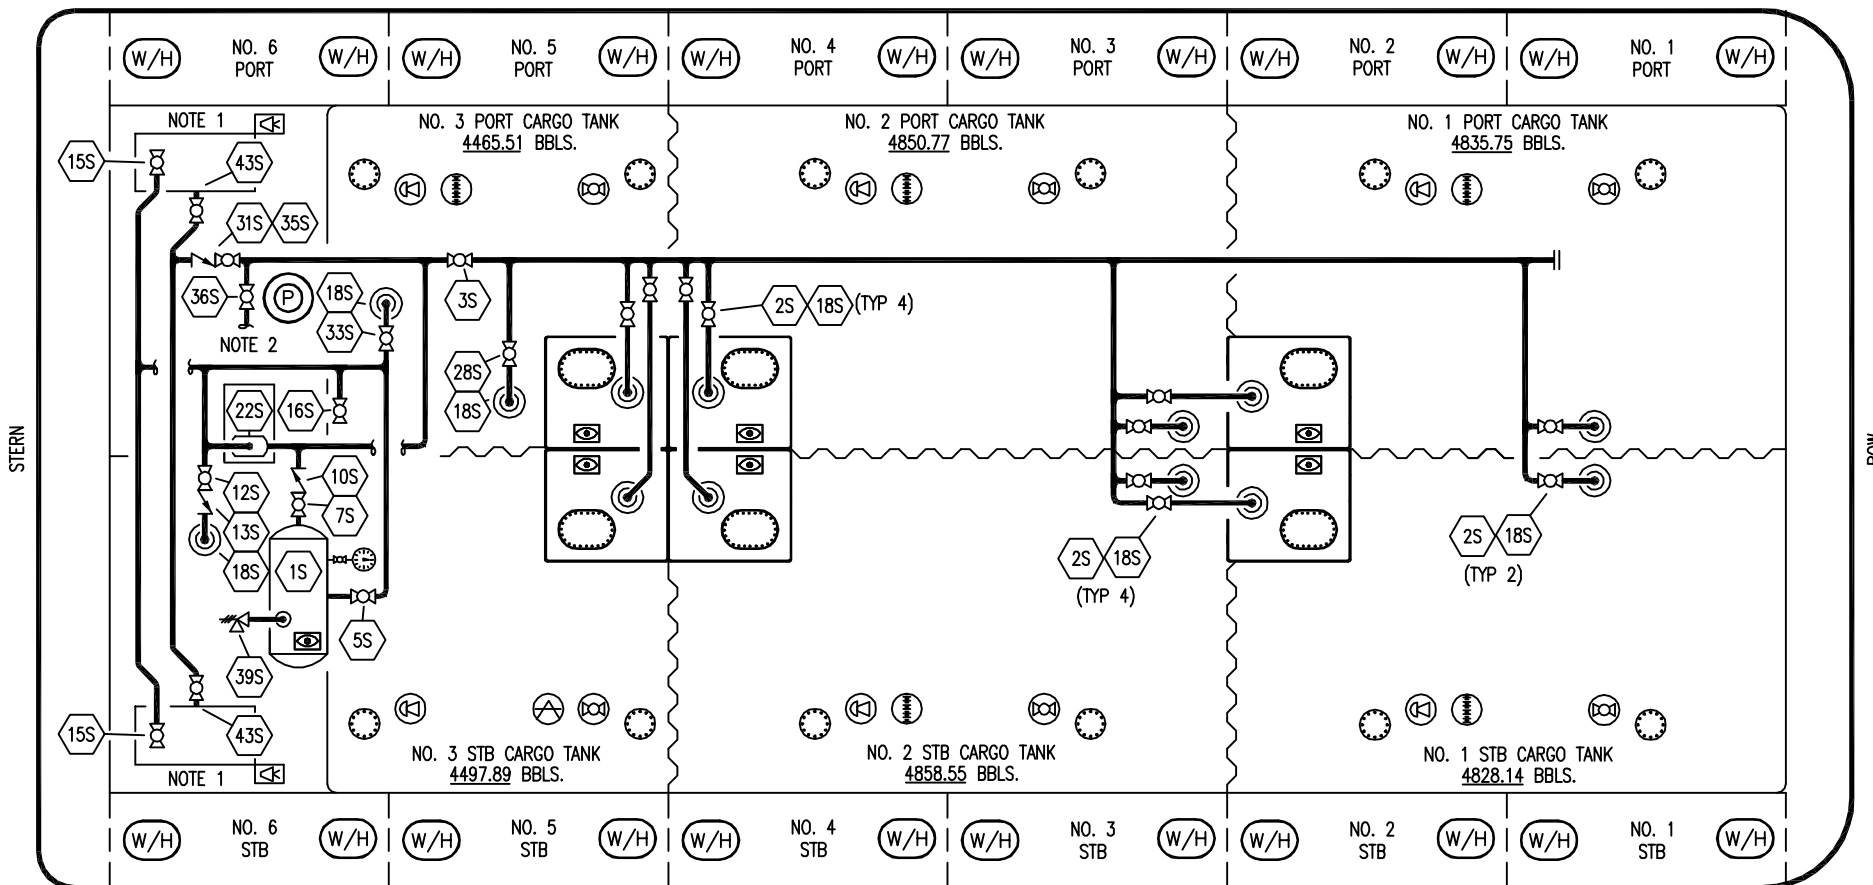 W/H NO. 6 W/H W/H NO. 5 W/H W/H NO. 4 W/H W/H NO. 3 W/H W/H NO. 2 W/H W/H NO. 1 W/H
PORT PORT PORT PORT PORT PORT
NOTE 1
NO. 3 PORT CARGO TANK
4465.51 BBLS.
NO. 2 PORT CARGO TANK
4850.77 BBLS.
NO. 1 PORT CARGO TANK
4835.75 BBLS.
15S
43S
31S 35S
36S
P
18S
33S
3S
2S 18S (TYP 4)
NOTE 2
28S
18S
22S
16S
STERN
12S
13S
18S
10S
7S
1S
5S
39S
2S 18S
(TYP 4)
2S 18S
(TYP 2)
15S
43S
NOTE 1
NO. 3 STB CARGO TANK
4497.89 BBLS.
NO. 2 STB CARGO TANK
4858.55 BBLS.
NO. 1 STB CARGO TANK
4828.14 BBLS.
W/H NO. 6 W/H W/H NO. 5 W/H W/H NO. 4 W/H W/H NO. 3 W/H W/H NO. 2 W/H W/H NO. 1 W/H
STB STB STB STB STB STB